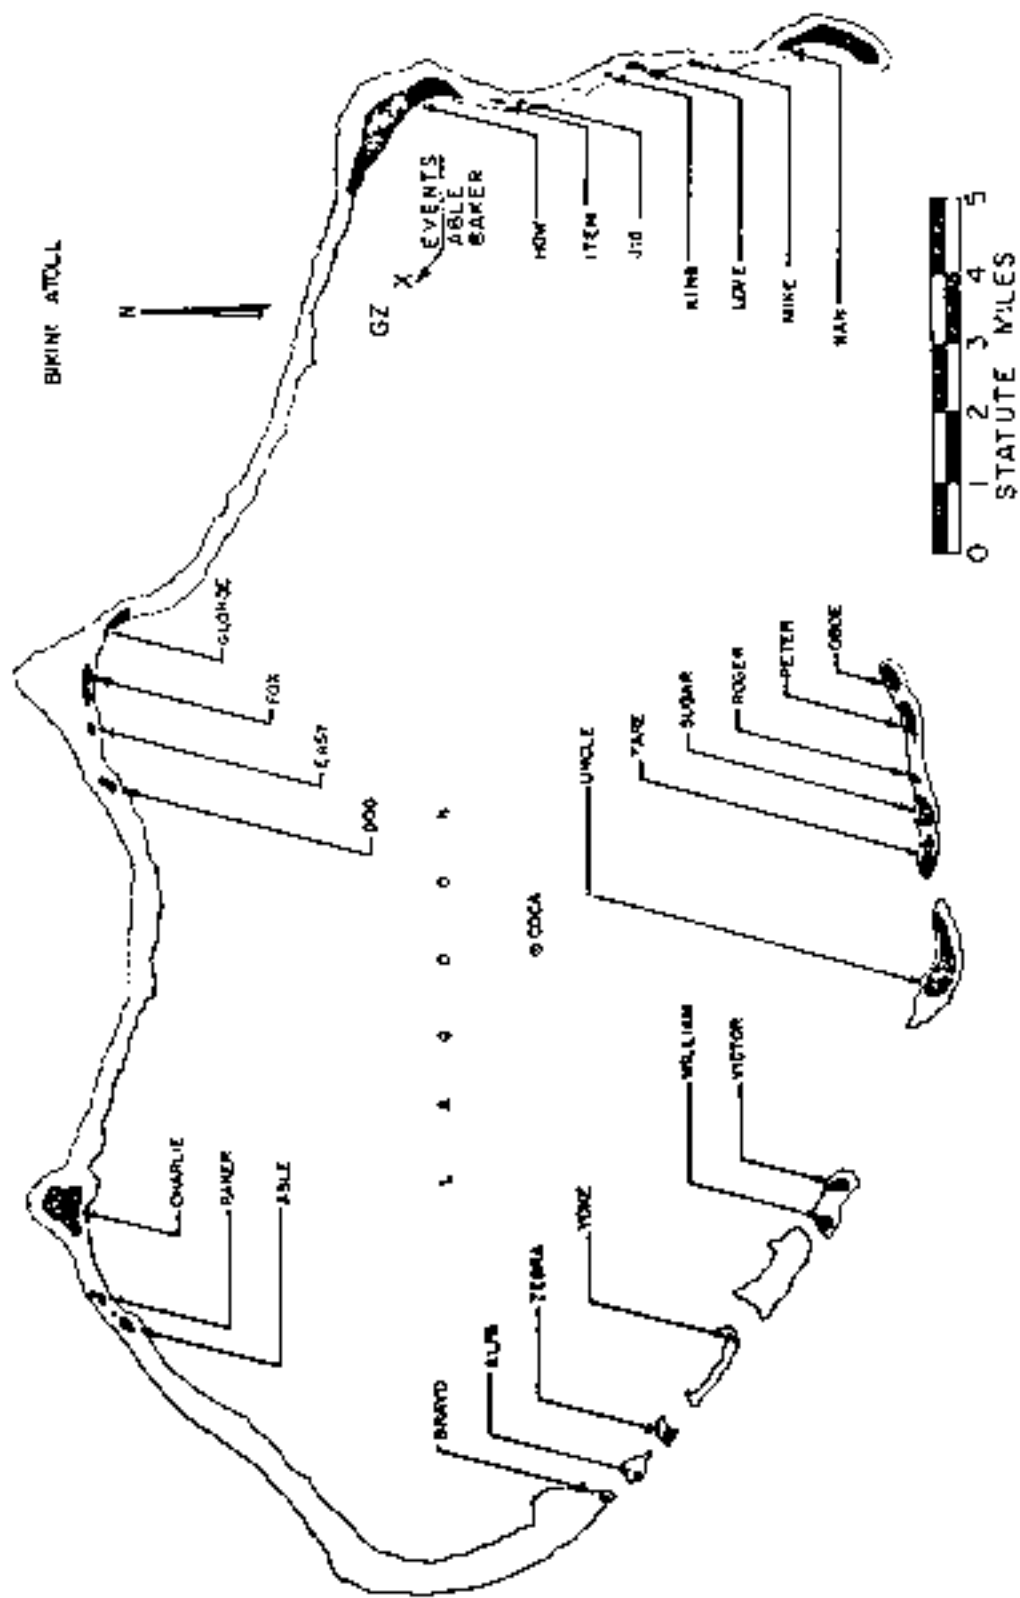 BIKINI ATOLL
N
CHARLIE
BAKER
ABLE
GEORGE
FOX
EASY
DOG
GZ X
EVENTS
ABLE
BAKER
HOW
ITEM
JIG
KING
LOVE
MIKE
NAN
L A G O O N
COCA
BRAVO
ALFA
ZEBRA
YOKE
WILLIAM
VICTOR
UNCLE
TARE
SUGAR
ROGER
PETER
OBOE
0 1 2 3 4 5
STATUTE MILES